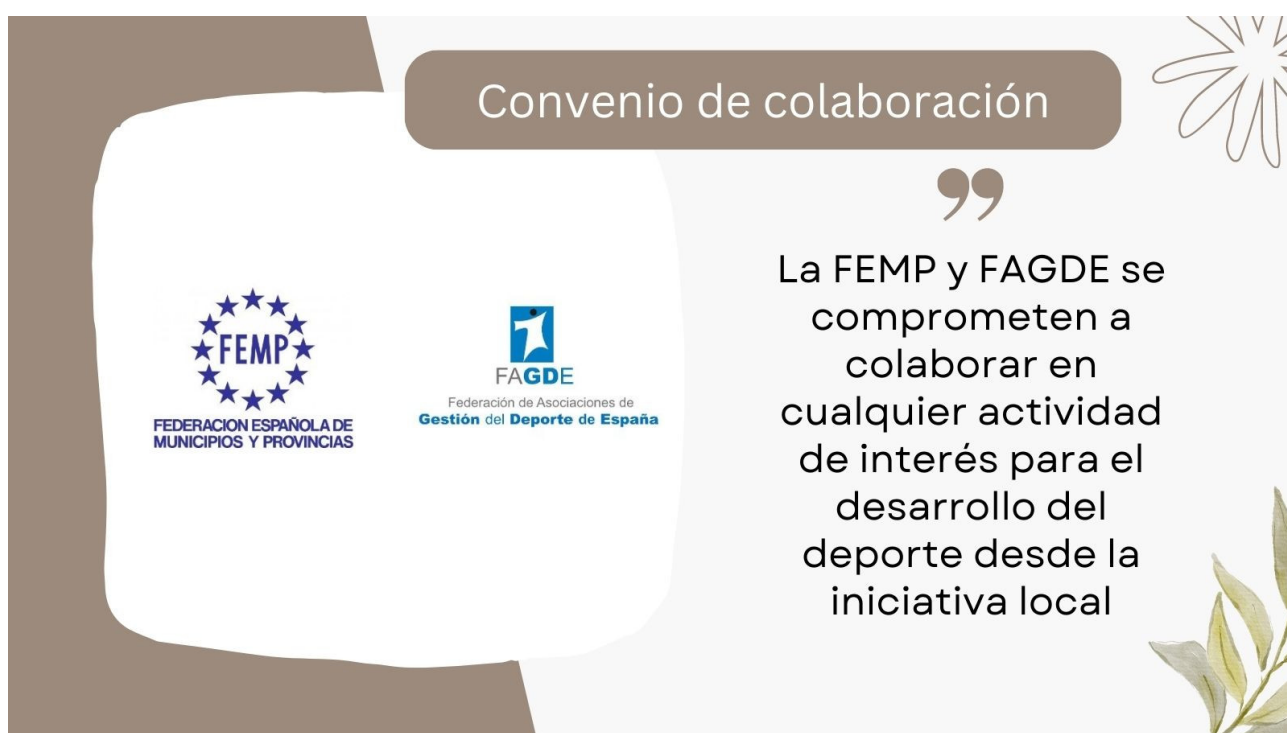 Convenio de colaboración
”
La FEMP y FAGDE se
comprometen a
colaborar en
cualquier actividad
de interés para el
desarrollo del
deporte desde la
iniciativa local
FEMP
FEDERACION ESPAÑOLA DE
MUNICIPIOS Y PROVINCIAS
FAGDE
Federación de Asociaciones de
Gestión del Deporte de España